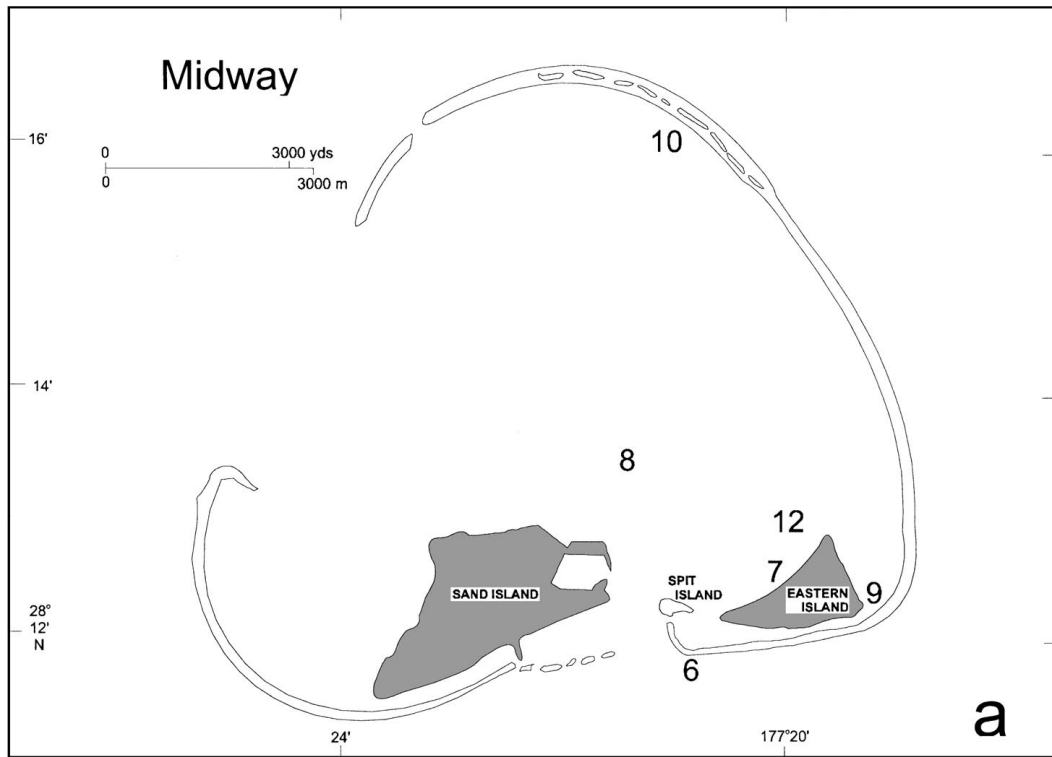 Midway
16'
0 3000 yds
0 3000 m
10
14'
8
12
7
SPIT
ISLAND
SAND ISLAND
EASTERN
ISLAND
9
28°
12'
N
6
a
24'
177°20'